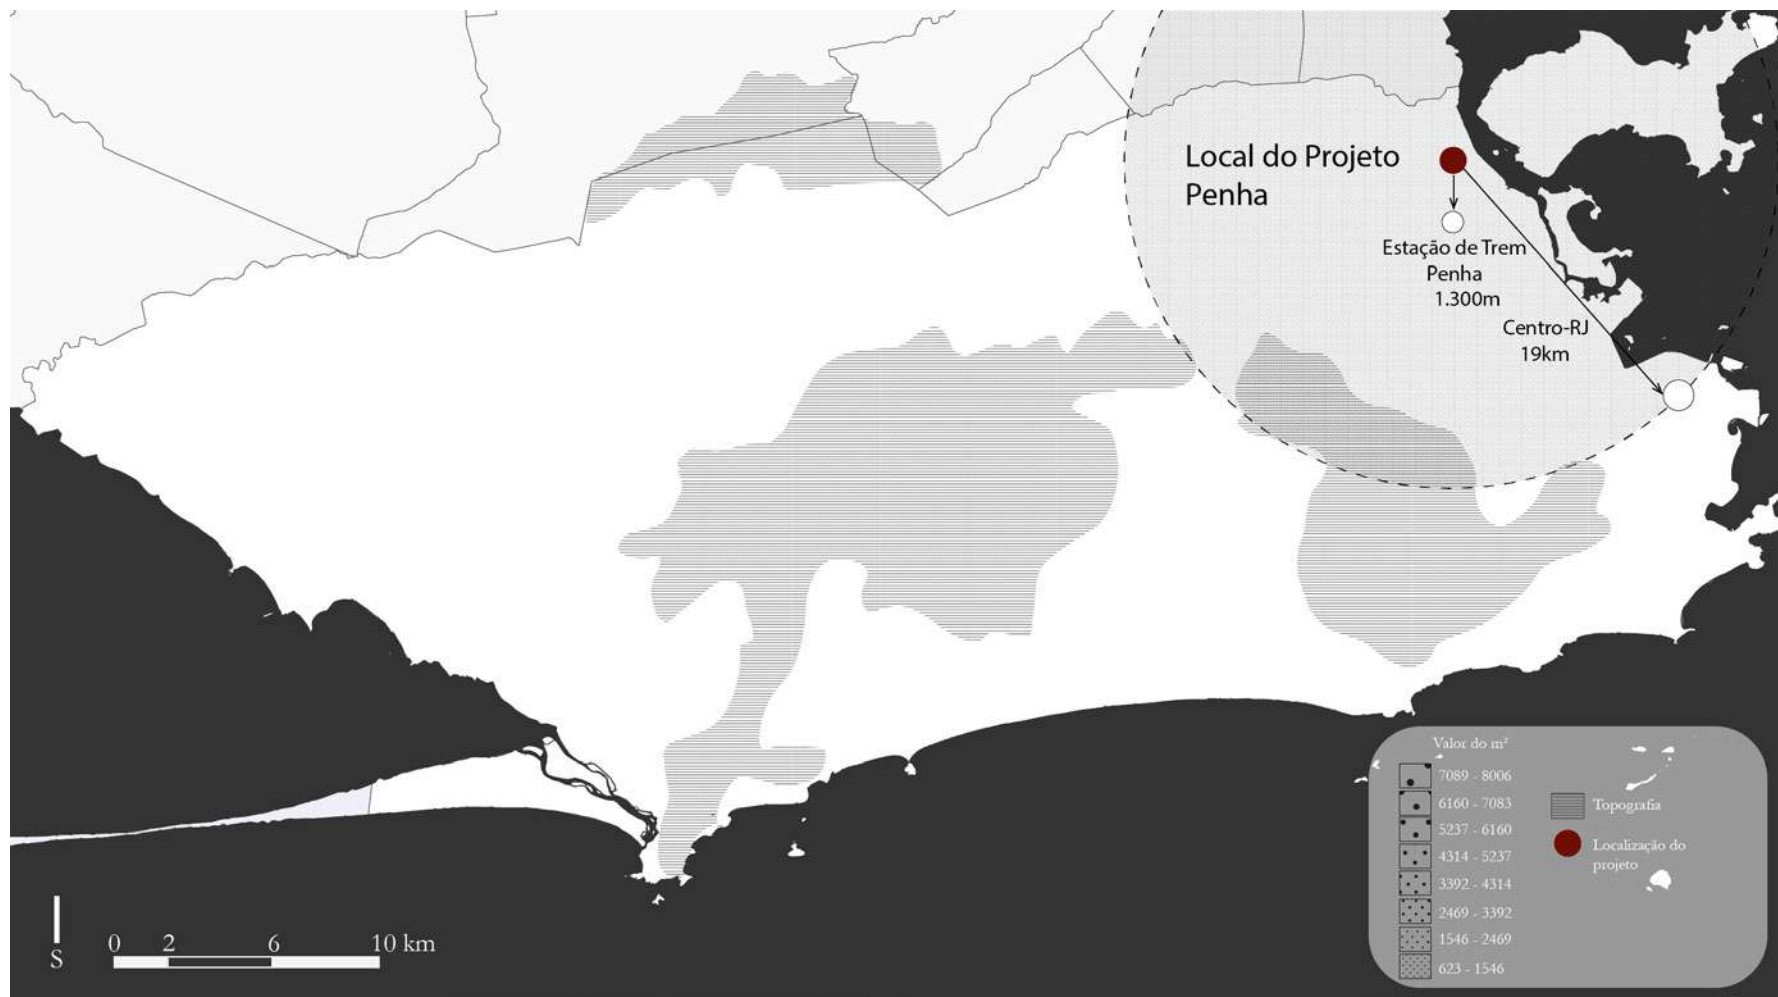 Local do Projeto
Penha
Estação de Trem
Penha
1.300m
Centro-RJ
19km
S
0 2 6 10 km
Valor do m²
7089 - 8006
6160 - 7083
5237 - 6160
4314 - 5237
3392 - 4314
2469 - 3392
1546 - 2469
623 - 1546
Topografia
Localização do
projeto